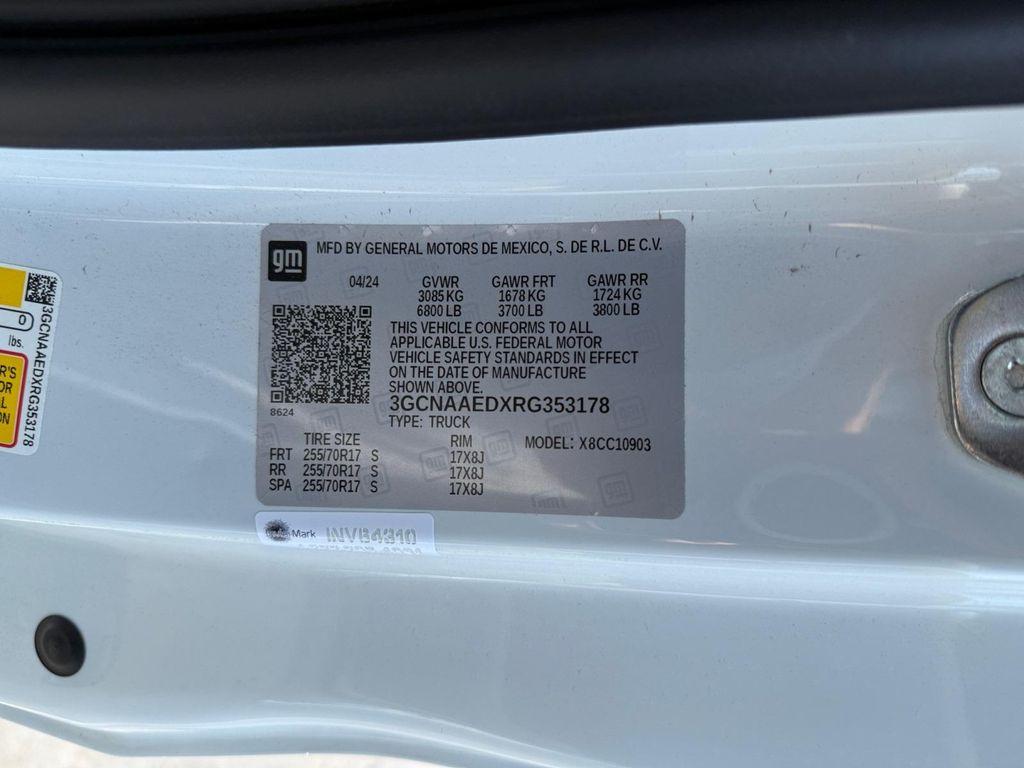 gm
MFD BY GENERAL MOTORS DE MEXICO, S. DE R.L. DE C.V.
04/24 GVWR GAWR FRT GAWR RR
3085 KG 1678 KG 1724 KG
6800 LB 3700 LB 3800 LB
THIS VEHICLE CONFORMS TO ALL
APPLICABLE U.S. FEDERAL MOTOR
VEHICLE SAFETY STANDARDS IN EFFECT
ON THE DATE OF MANUFACTURE
SHOWN ABOVE.
8624
3GCNAAEDXRG353178
TYPE: TRUCK
TIRE SIZE RIM MODEL: X8CC10903
FRT 255/70R17 S 17X8J
RR 255/70R17 S 17X8J
SPA 255/70R17 S 17X8J
Mark INVB4310
0
lbs.
3GCNAAEDXRG353178